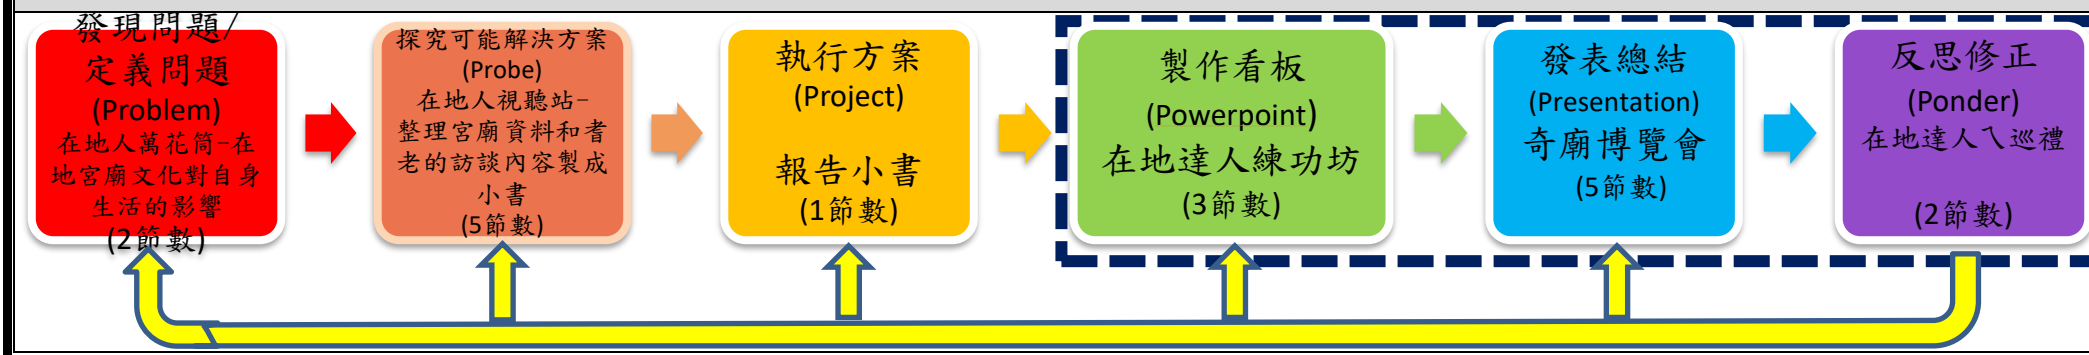 發現問題/
定義問題
(Problem)
在地人萬花筒-在
地宮廟文化對自身
生活的影響
(2節數)
探究可能解決方案
(Probe)
在地人視聽站-
整理宮廟資料和耆
老的訪談內容製成
小書
(5節數)
執行方案
(Project)
報告小書
(1節數)
製作看板
(Powerpoint)
在地達人練功坊
(3節數)
發表總結
(Presentation)
奇廟博覽會
(5節數)
反思修正
(Ponder)
在地達人ㄟ巡禮
(2節數)